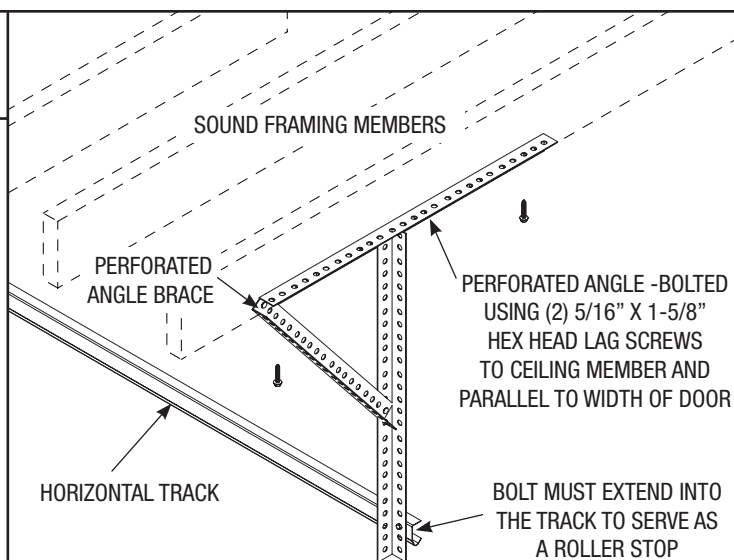 SOUND FRAMING MEMBERS
PERFORATED
ANGLE BRACE
PERFORATED ANGLE -BOLTED
USING (2) 5/16” X 1-5/8”
HEX HEAD LAG SCREWS
TO CEILING MEMBER AND
PARALLEL TO WIDTH OF DOOR
HORIZONTAL TRACK
BOLT MUST EXTEND INTO
THE TRACK TO SERVE AS
A ROLLER STOP